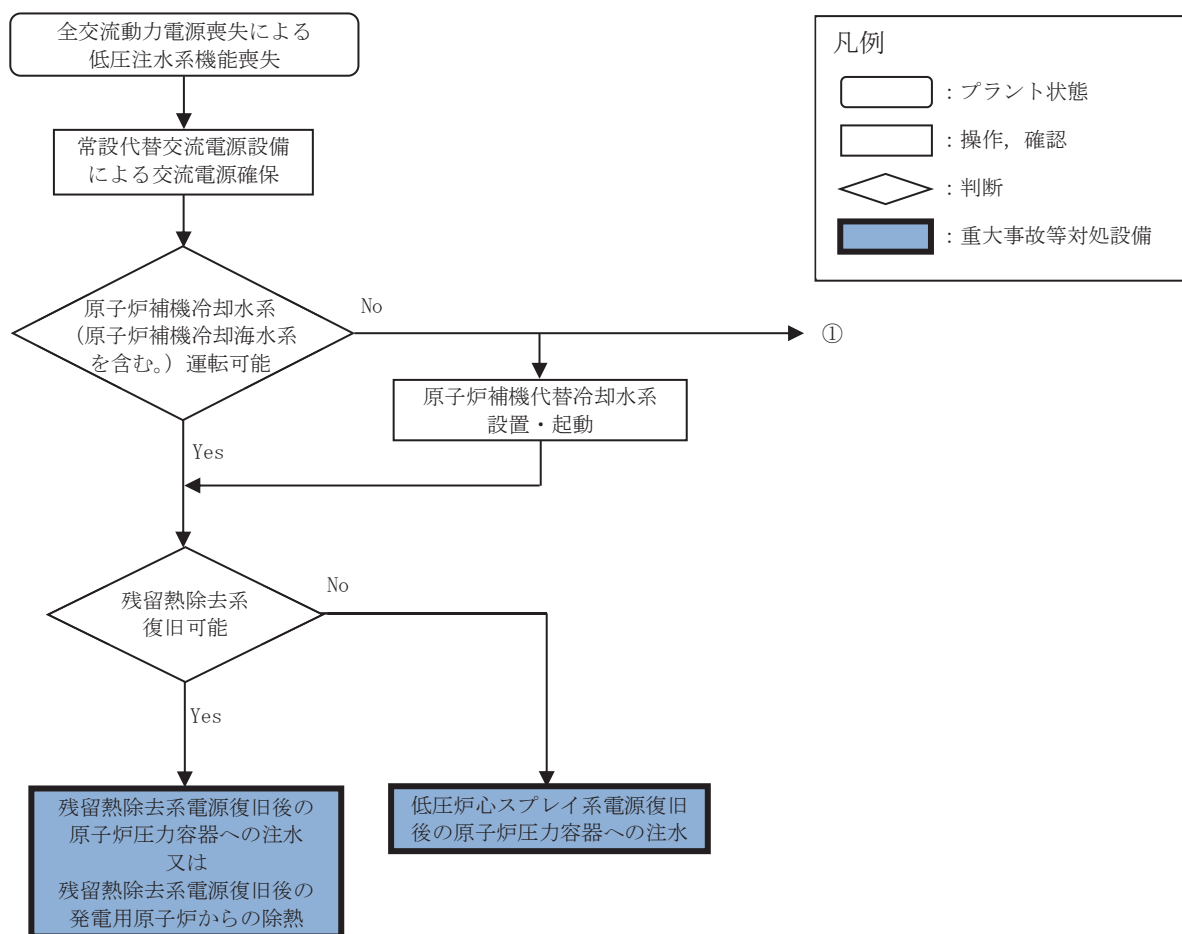 全交流動力電源喪失による
低圧注水系機能喪失
常設代替交流電源設備
による交流電源確保
原子炉補機冷却水系
(原子炉補機冷却海水系
を含む。)運転可能
No
①
原子炉補機代替冷却水系
設置・起動
Yes
残留熱除去系
復旧可能
No
Yes
残留熱除去系電源復旧後の
原子炉圧力容器への注水
又は
残留熱除去系電源復旧後の
発電用原子炉からの除熱
低圧炉心スプレイ系電源復旧
後の原子炉圧力容器への注水
凡例
:プラント状態
:操作,確認
:判断
:重大事故等対処設備